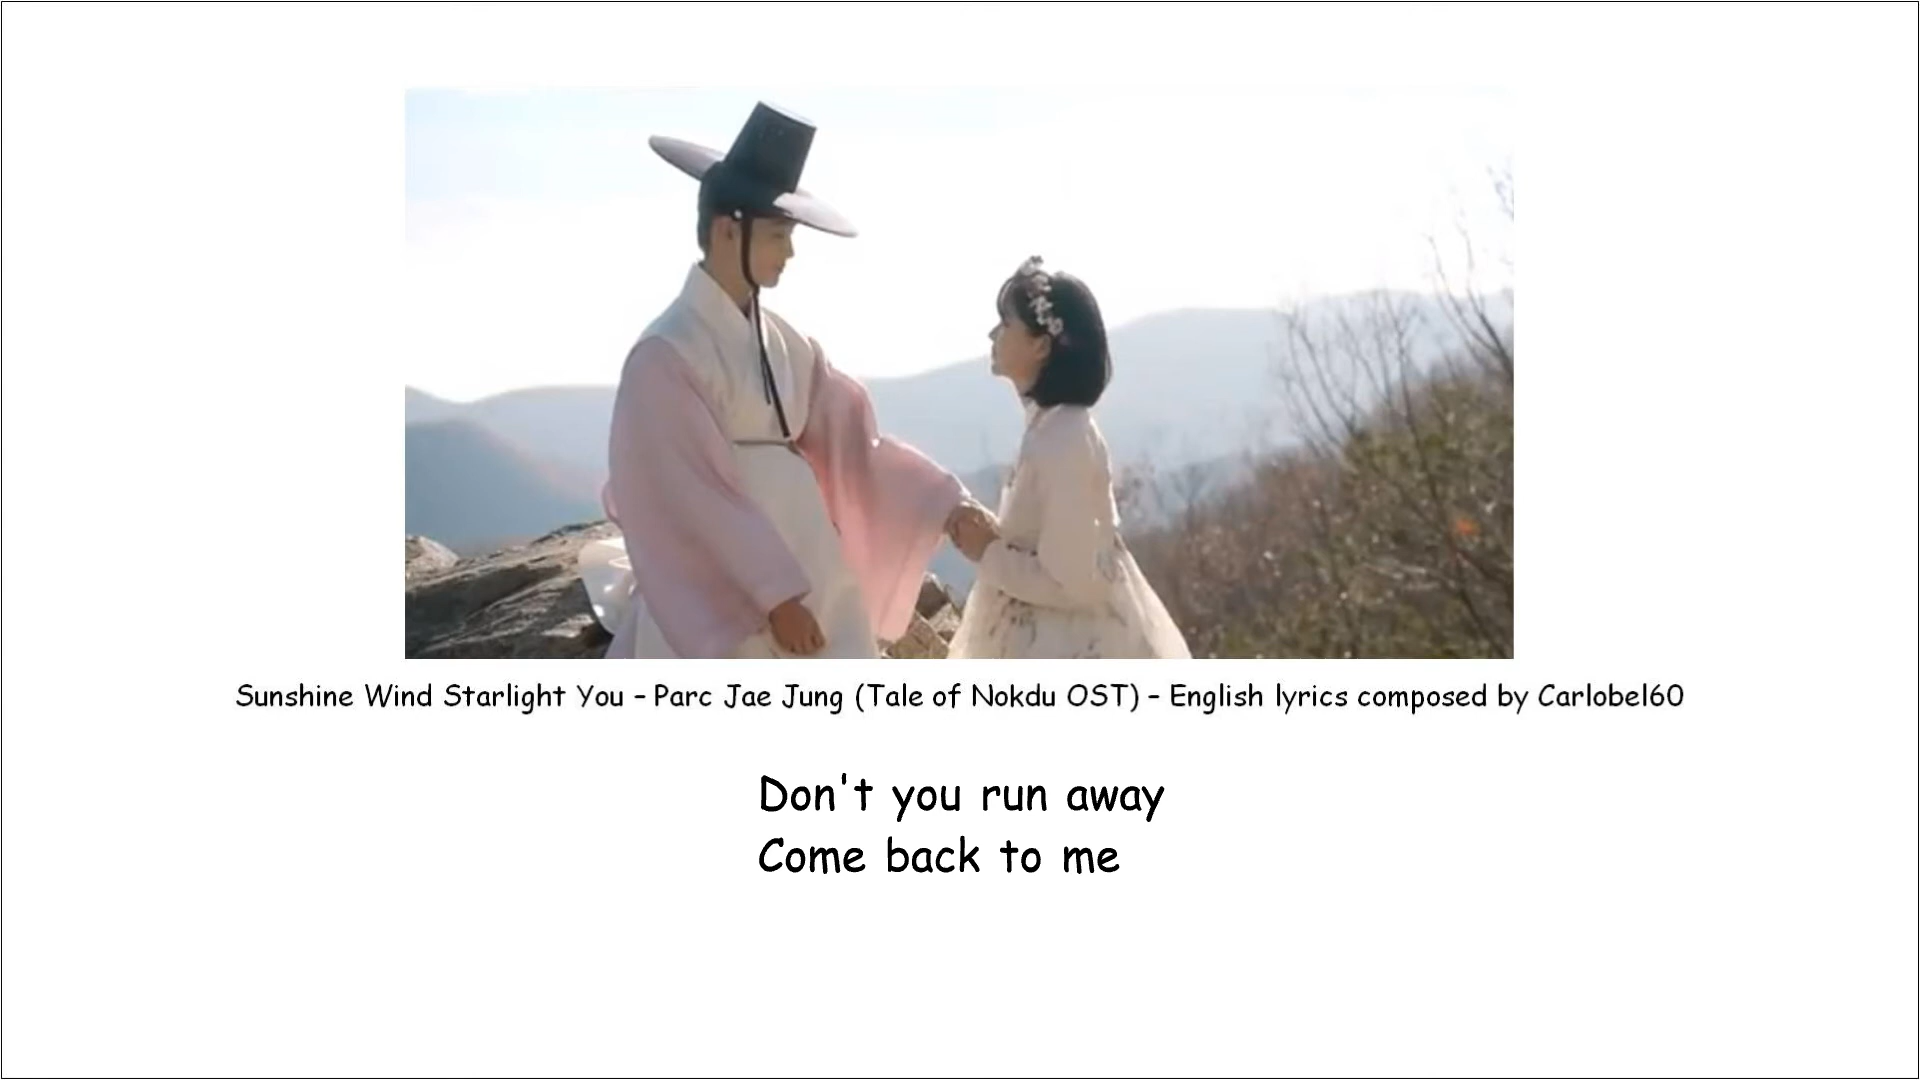 Sunshine Wind Starlight You – Parc Jae Jung (Tale of Nokdu OST) – English lyrics composed by Carlobel60
Don't you run away
Come back to me